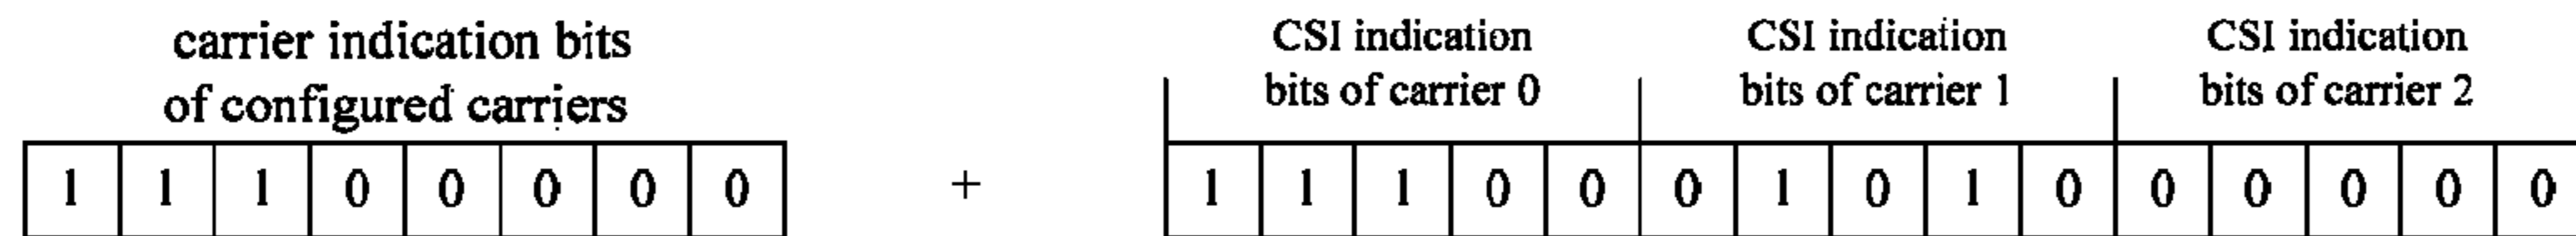 carrier indication bits
of configured carriers
1 1 1 0 0 0 0 0
+
CSI indication
bits of carrier 0
CSI indication
bits of carrier 1
CSI indication
bits of carrier 2
1 1 1 0 0 0 1 0 1 0 0 0 0 0 0